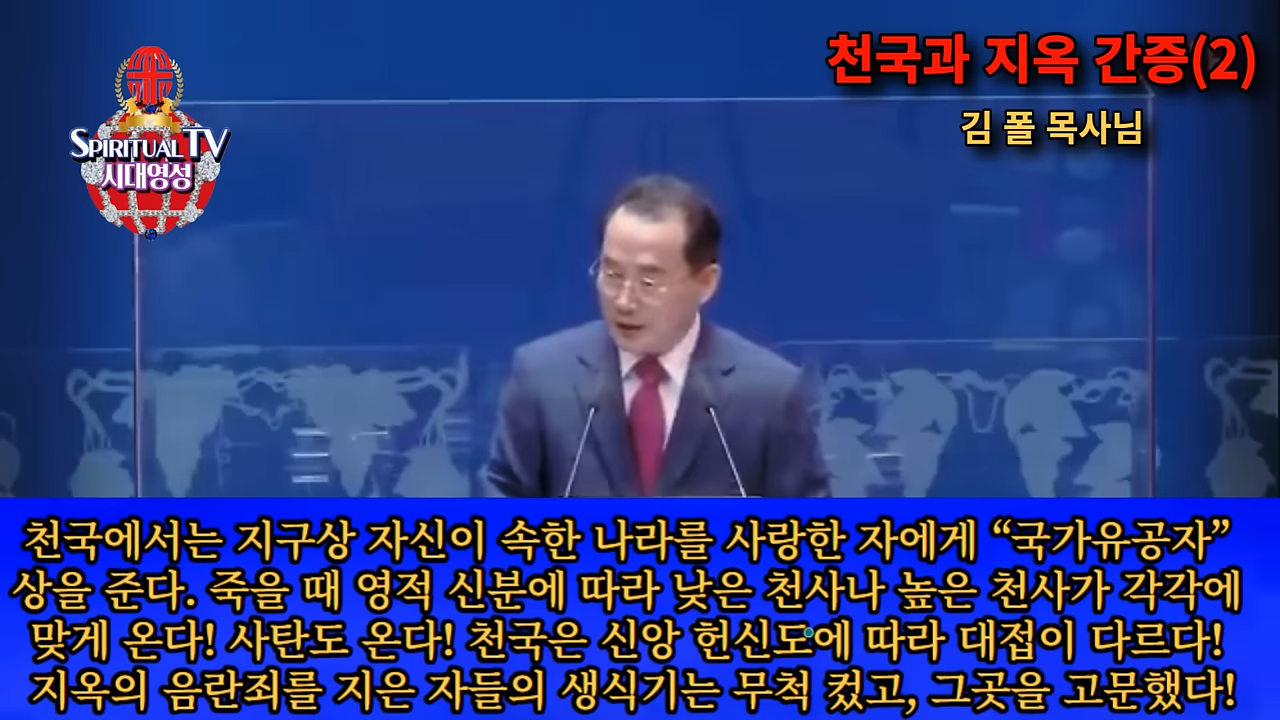 천국과 지옥 간증(2)
김 폴 목사님
SPIRITUAL TV
시대영성
천국에서는 지구상 자신이 속한 나라를 사랑한 자에게 “국가유공자”
상을 준다. 죽을 때 영적 신분에 따라 낮은 천사나 높은 천사가 각각에
맞게 온다! 사탄도 온다! 천국은 신앙 헌신도에 따라 대접이 다르다!
지옥의 음란죄를 지은 자들의 생식기는 무척 컸고, 그곳을 고문했다!